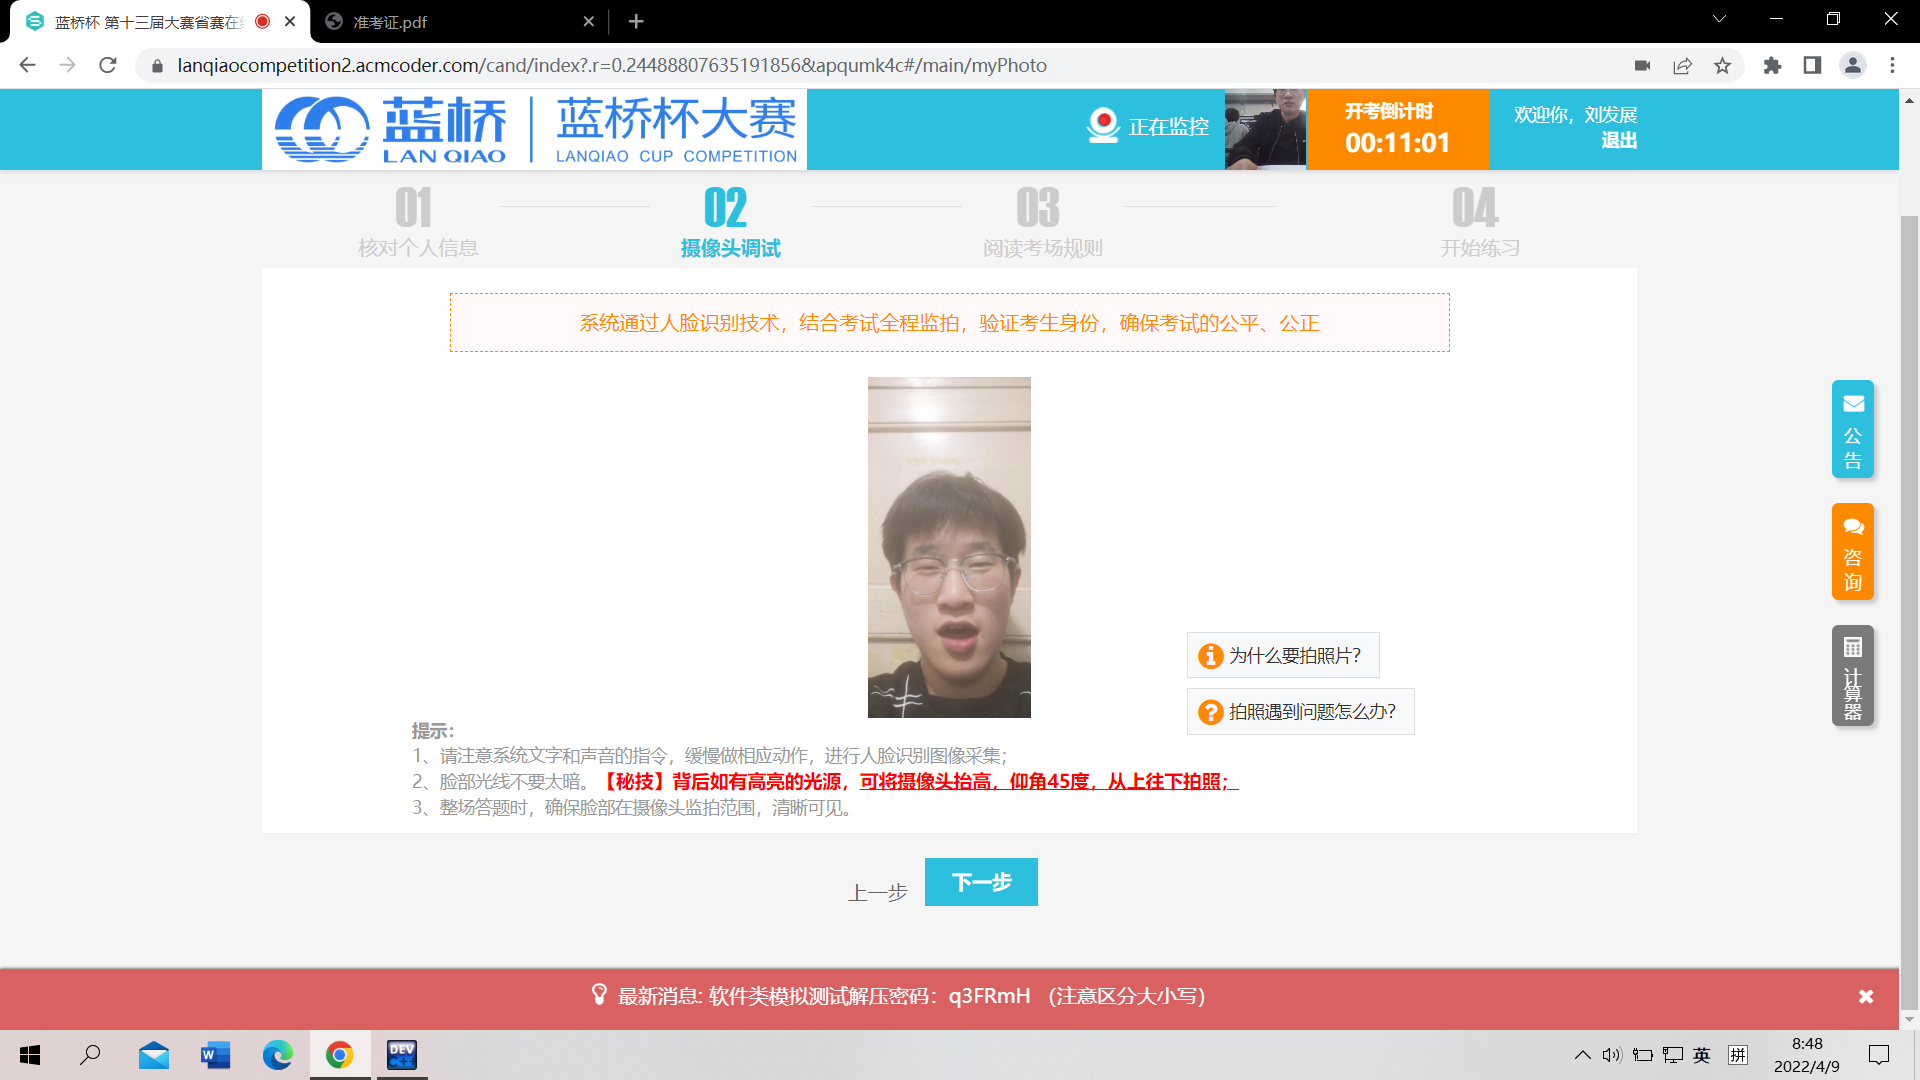 蓝桥杯 第十三届大赛省赛在线
准考证.pdf
lanqiaocompetition2.acmcoder.com/cand/index?.r=0.24488807635191856&apqumk4c#/main/myPhoto
蓝桥 LAN QIAO
蓝桥杯大赛
LANQIAO CUP COMPETITION
正在监控
开考倒计时
00:11:01
欢迎你，刘发展
退出
01
核对个人信息
02
摄像头调试
03
阅读考场规则
04
开始练习
系统通过人脸识别技术，结合考试全程监拍，验证考生身份，确保考试的公平、公正
公告
咨询
计算器
为什么要拍照片?
拍照遇到问题怎么办?
提示：
1、请注意系统文字和声音的指令，缓慢做相应动作，进行人脸识别图像采集；
2、脸部光线不要太暗。【秘技】背后如有高亮的光源，可将摄像头抬高，仰角45度，从上往下拍照；
3、整场答题时，确保脸部在摄像头监拍范围，清晰可见。
上一步
下一步
最新消息: 软件类模拟测试解压密码：q3FRmH （注意区分大小写）
DEV C++
英
拼
8:48
2022/4/9